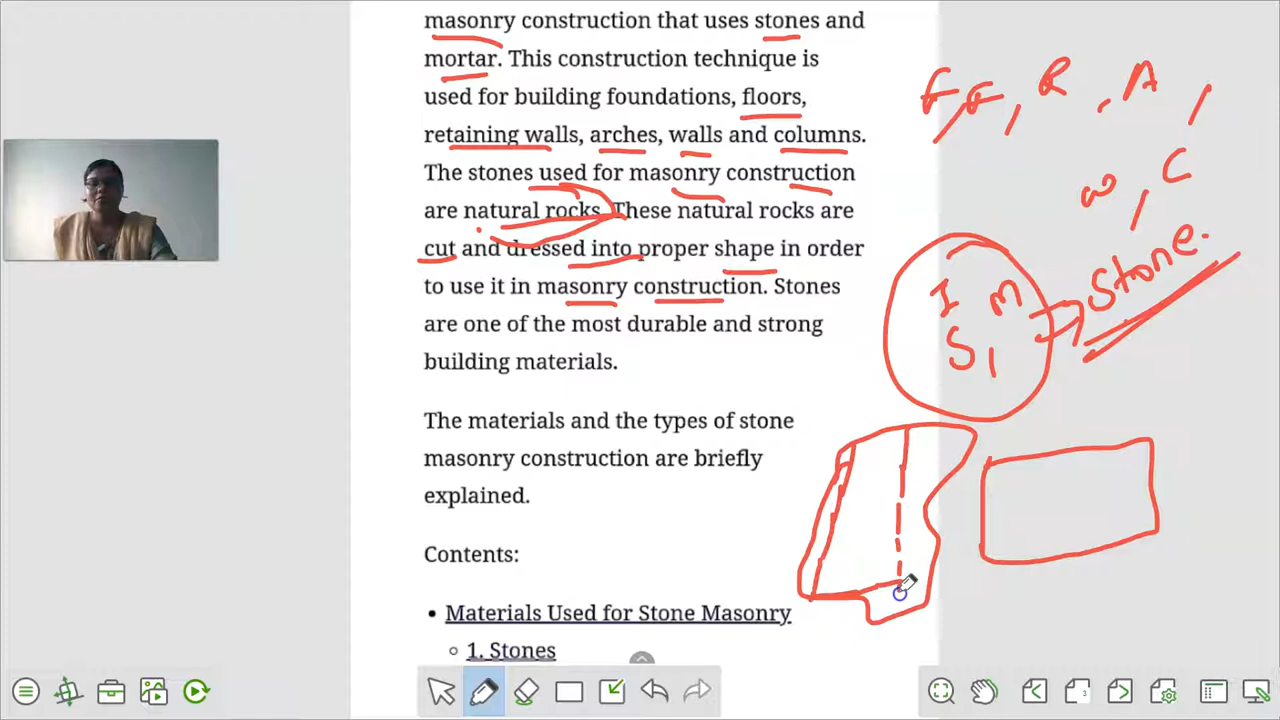 masonry construction that uses stones and
mortar. This construction technique is
used for building foundations, floors,
retaining walls, arches, walls and columns.
The stones used for masonry construction
are natural rocks. These natural rocks are
cut and dressed into proper shape in order
to use it in masonry construction. Stones
are one of the most durable and strong
building materials.
The materials and the types of stone
masonry construction are briefly
explained.
Contents:
• Materials Used for Stone Masonry
1. Stones
F, F, R, A,
W, C
Stone.
I M
S I
3